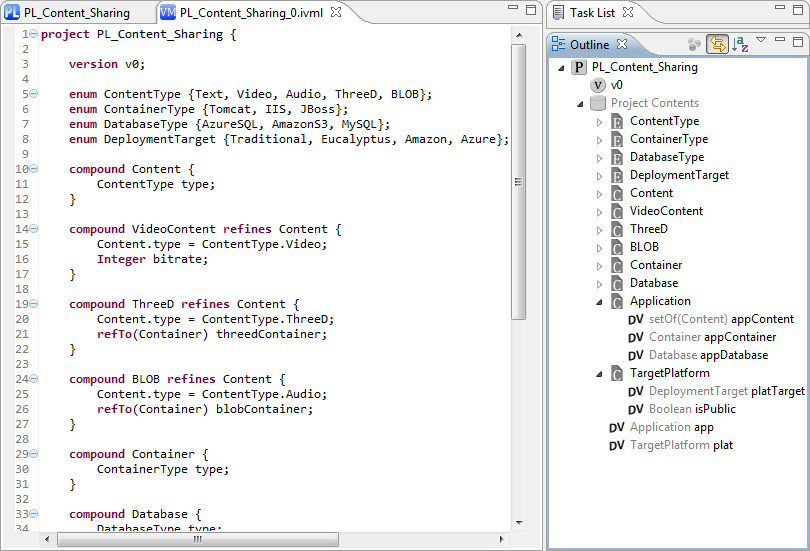 PL_Content_Sharing
PL_Content_Sharing_0.ivml
1 project PL_Content_Sharing {
2
3 version v0;
4
5 enum ContentType {Text, Video, Audio, ThreeD, BLOB};
6 enum ContainerType {Tomcat, IIS, JBoss};
7 enum DatabaseType {AzureSQL, AmazonS3, MySQL};
8 enum DeploymentTarget {Traditional, Eucalyptus, Amazon, Azure};
9
10 compound Content {
11 ContentType type;
12 }
13
14 compound VideoContent refines Content {
15 Content.type = ContentType.Video;
16 Integer bitrate;
17 }
18
19 compound ThreeD refines Content {
20 Content.type = ContentType.ThreeD;
21 refTo(Container) threedContainer;
22 }
23
24 compound BLOB refines Content {
25 Content.type = ContentType.Audio;
26 refTo(Container) blobContainer;
27 }
28
29 compound Container {
30 ContainerType type;
31 }
32
33 compound Database {
34 DatabaseType type;
Task List
Outline
PL_Content_Sharing
v0
Project Contents
ContentType
ContainerType
DatabaseType
DeploymentTarget
Content
VideoContent
ThreeD
BLOB
Container
Database
Application
setOf(Content) appContent
Container appContainer
Database appDatabase
TargetPlatform
DeploymentTarget platTarget
Boolean isPublic
Application app
TargetPlatform plat